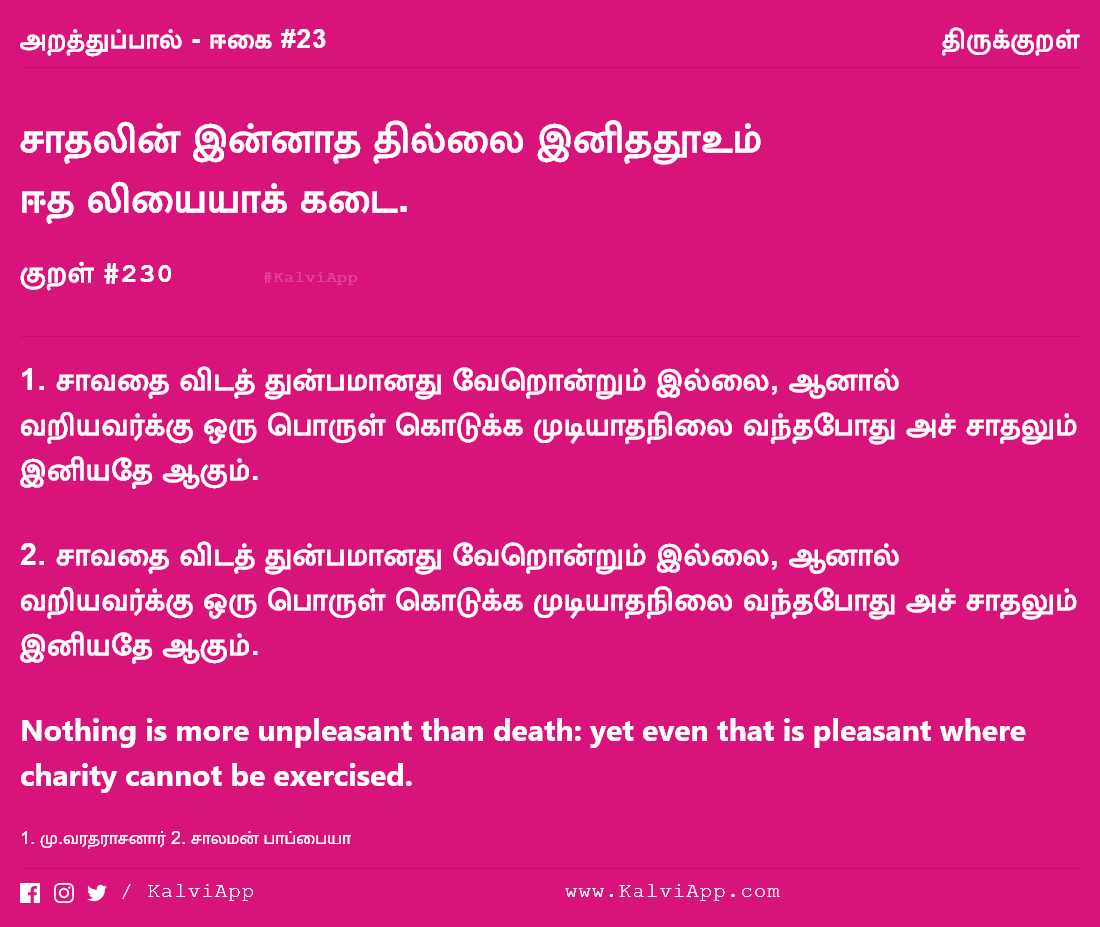 அறத்துப்பால் - ஈகை #23
திருக்குறள்
சாதலின் இன்னாத தில்லை இனிததூஉம்
ஈத லியையாக் கடை.
குறள் #230
#KalviApp
1. சாவதை விடத் துன்பமானது வேறொன்றும் இல்லை, ஆனால்
வறியவர்க்கு ஒரு பொருள் கொடுக்க முடியாதநிலை வந்தபோது அச் சாதலும்
இனியதே ஆகும்.
2. சாவதை விடத் துன்பமானது வேறொன்றும் இல்லை, ஆனால்
வறியவர்க்கு ஒரு பொருள் கொடுக்க முடியாதநிலை வந்தபோது அச் சாதலும்
இனியதே ஆகும்.
Nothing is more unpleasant than death: yet even that is pleasant where
charity cannot be exercised.
1. மு.வரதராசனார் 2. சாலமன் பாப்பையா
/ KalviApp
www.KalviApp.com